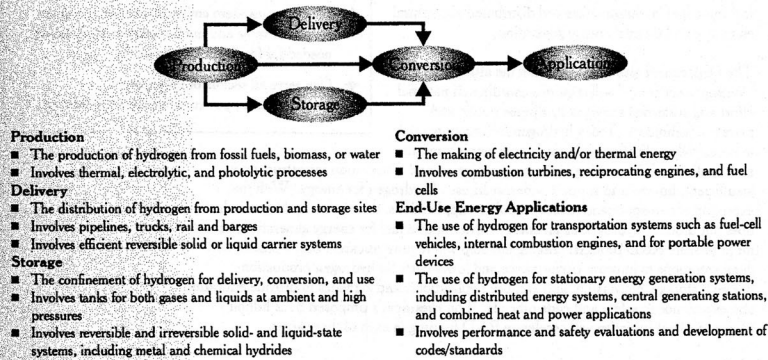 Delivery
Production
Conversion
Application
Storage
Production
■ The production of hydrogen from fossil fuels, biomass, or water
■ Involves thermal, electrolytic, and photolytic processes
Delivery
■ The distribution of hydrogen from production and storage sites
■ Involves pipelines, trucks, rail and barges
■ Involves efficient reversible solid or liquid carrier systems
Storage
■ The confinement of hydrogen for delivery, conversion, and use
■ Involves tanks for both gases and liquids at ambient and high
pressures
■ Involves reversible and irreversible solid- and liquid-state
systems, including metal and chemical hydrides
Conversion
■ The making of electricity and/or thermal energy
■ Involves combustion turbines, reciprocating engines, and fuel
cells
End-Use Energy Applications
■ The use of hydrogen for transportation systems such as fuel-cell
vehicles, internal combustion engines, and for portable power
devices
■ The use of hydrogen for stationary energy generation systems,
including distributed energy systems, central generating stations,
and combined heat and power applications
■ Involves performance and safety evaluations and development of
codes/standards